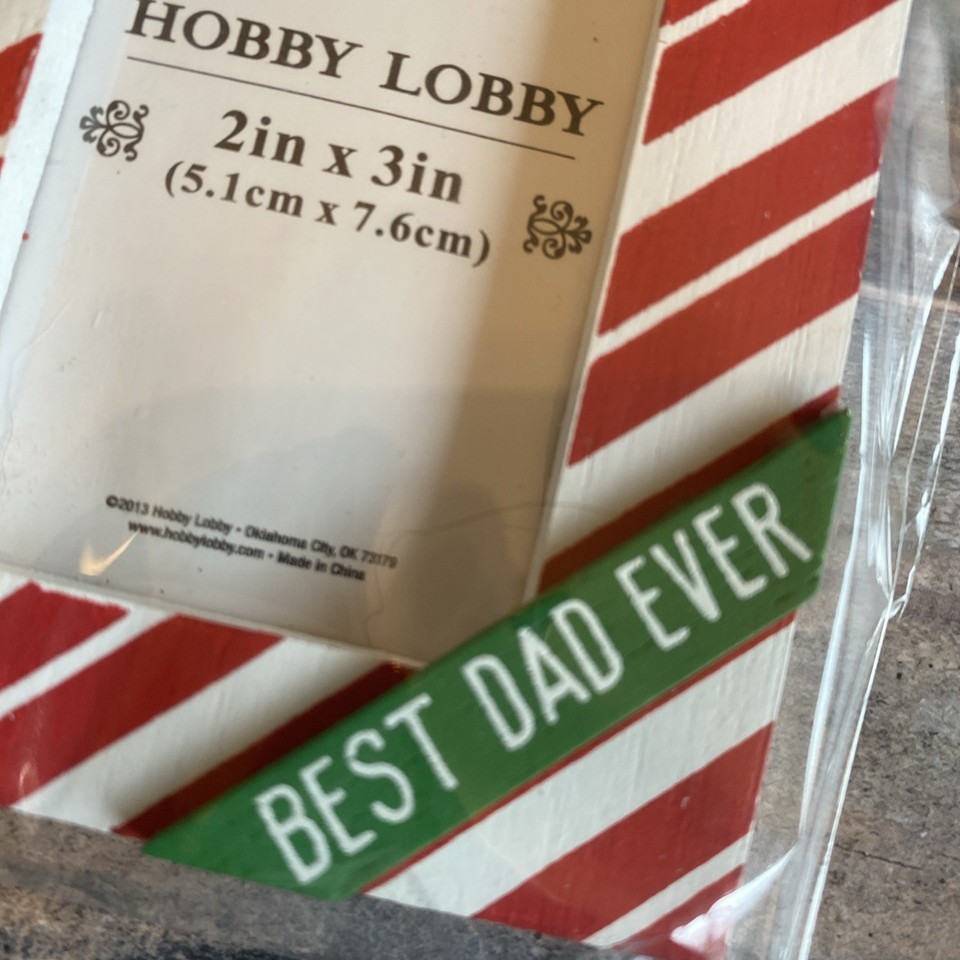 HOBBY LOBBY
2in x 3in
(5.1cm x 7.6cm)
©2013 Hobby Lobby • Oklahoma City, OK 73179
www.hobbylobby.com • Made in China
BEST DAD EVER